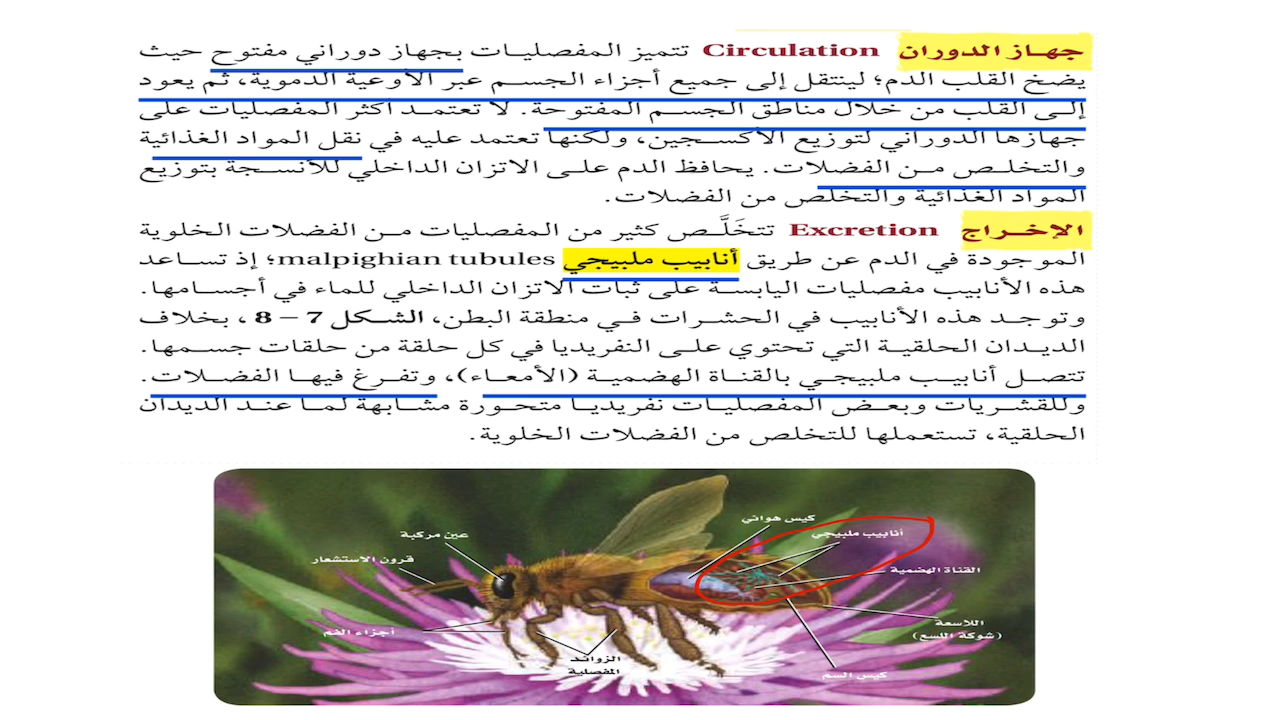 جهاز الدوران Circulation تتميز المفصليات بجهاز دوراني مفتوح حيث
يضخ القلب الدم؛ لينتقل إلى جميع أجزاء الجسم عبر الأوعية الدموية، ثم يعود
إلى القلب من خلال مناطق الجسم المفتوحة. لا تعتمد أكثر المفصليات على
جهازها الدوراني لتوزيع الأكسجين، ولكنها تعتمد عليه في نقل المواد الغذائية
والتخلص من الفضلات. يحافظ الدم على الاتزان الداخلي للأنسجة بتوزيع
المواد الغذائية والتخلص من الفضلات.
الإخراج Excretion تتخَلَّص كثير من المفصليات من الفضلات الخلوية
الموجودة في الدم عن طريق أنابيب ملبيجي malpighian tubules؛ إذ تساعد
هذه الأنابيب مفصليات اليابسة على ثبات الاتزان الداخلي للماء في أجسامها.
وتوجد هذه الأنابيب في الحشرات في منطقة البطن، الشكل 7 – 8، بخلاف
الديدان الحلقية التي تحتوي على النفريديا في كل حلقة من حلقات جسمها.
تتصل أنابيب ملبيجي بالقناة الهضمية (الأمعاء)، وتفرغ فيها الفضلات.
وللقشريات وبعض المفصليات نفريديا متحورة مشابهة لما عند الديدان
الحلقية، تستعملها للتخلص من الفضلات الخلوية.
كيس هوائي
أنابيب ملبيجي
عين مركبة
قرون الاستشعار
القناة الهضمية
اللاسعة
(شوكة اللسع)
أجزاء الفم
الزوائد
المفصلية
كيس السم